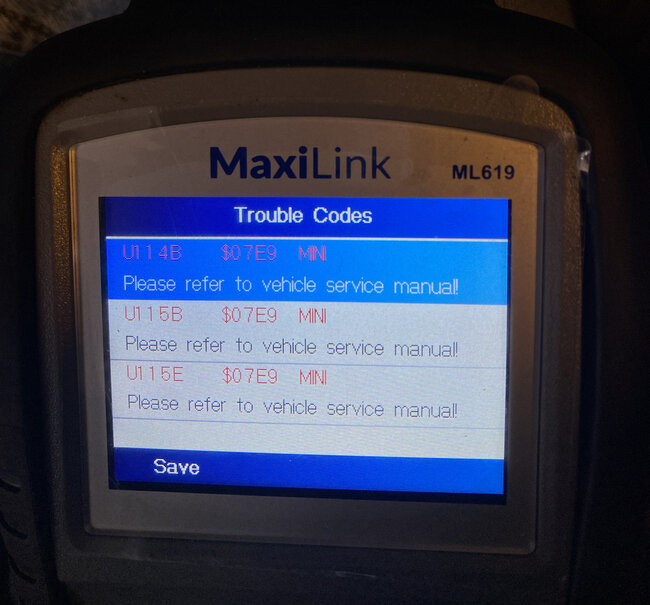 MaxiLink ML619
Trouble Codes
U114B $07E9 MINI
Please refer to vehicle service manual!
U115B $07E9 MINI
Please refer to vehicle service manual!
U115E $07E9 MINI
Please refer to vehicle service manual!
Save